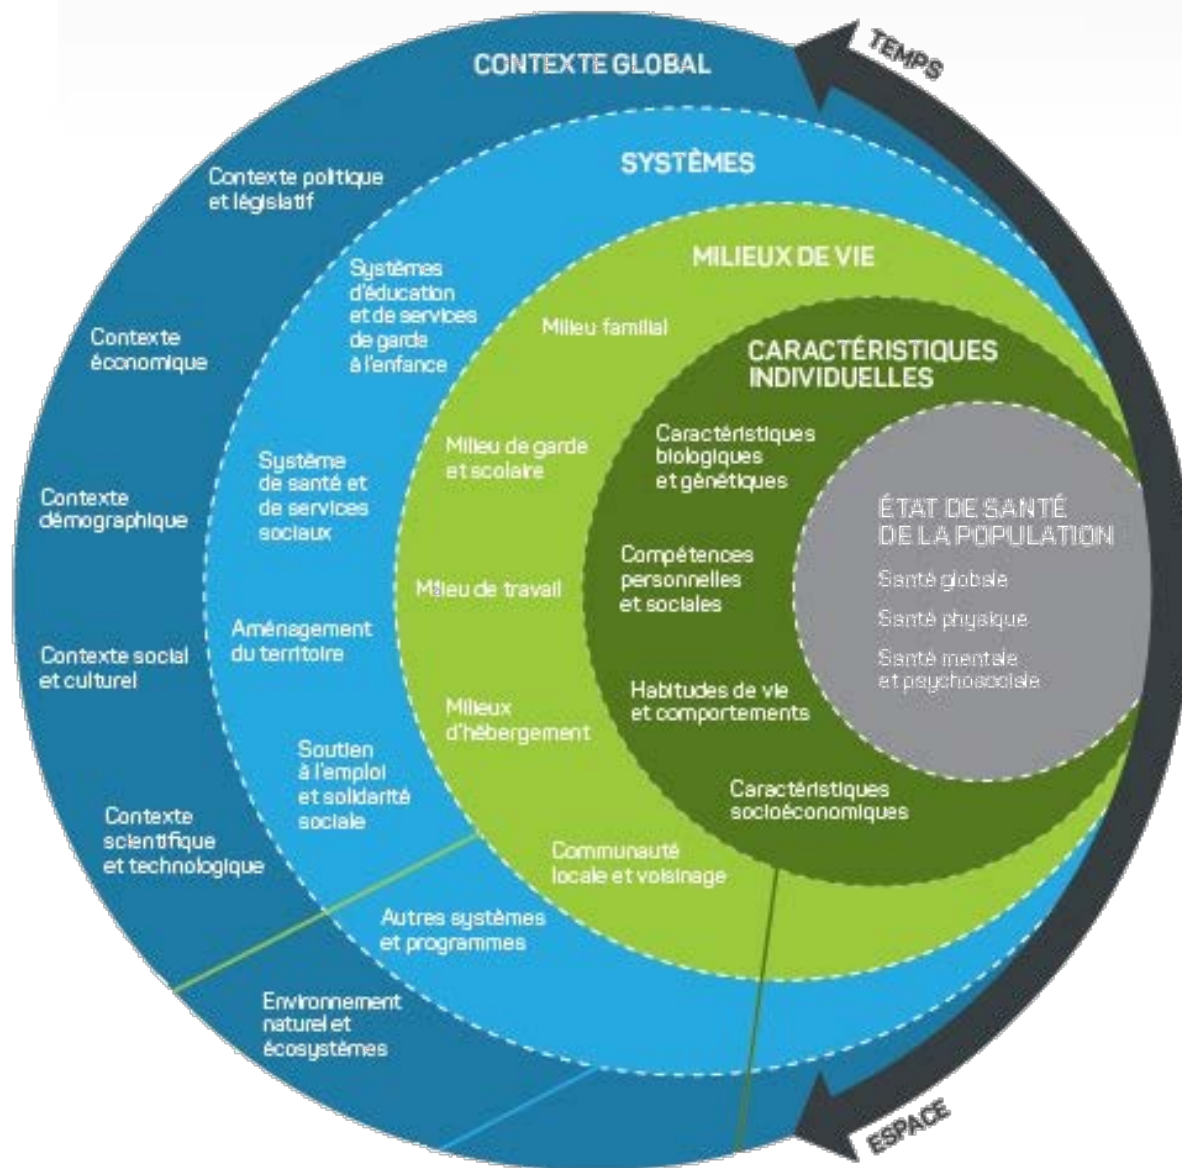 TEMPS
CONTEXTE GLOBAL
Contexte politique
et législatif
Contexte
économique
Contexte
démographique
Contexte social
et culturel
Contexte
scientifique
et technologique
Environnement
naturel et
écosystèmes
SYSTÈMES
Systèmes
d'éducation
et de services
de garde
à l'enfance
Système
de santé et
de services
sociaux
Aménagement
du territoire
Soutien
à l'emploi
et solidarité
sociale
Autres systèmes
et programmes
MILIEUX DE VIE
Milieu familial
Milieu de garde
et scolaire
Milieu de travail
Milieux
d'hébergement
Communauté
locale et voisinage
CARACTÉRISTIQUES
INDIVIDUELLES
Caractéristiques
biologiques
et génétiques
Compétences
personnelles
et sociales
Habitudes de vie
et comportements
Caractéristiques
socioéconomiques
ÉTAT DE SANTÉ
DE LA POPULATION
Santé globale
Santé physique
Santé mentale
et psychosociale
ESPACE